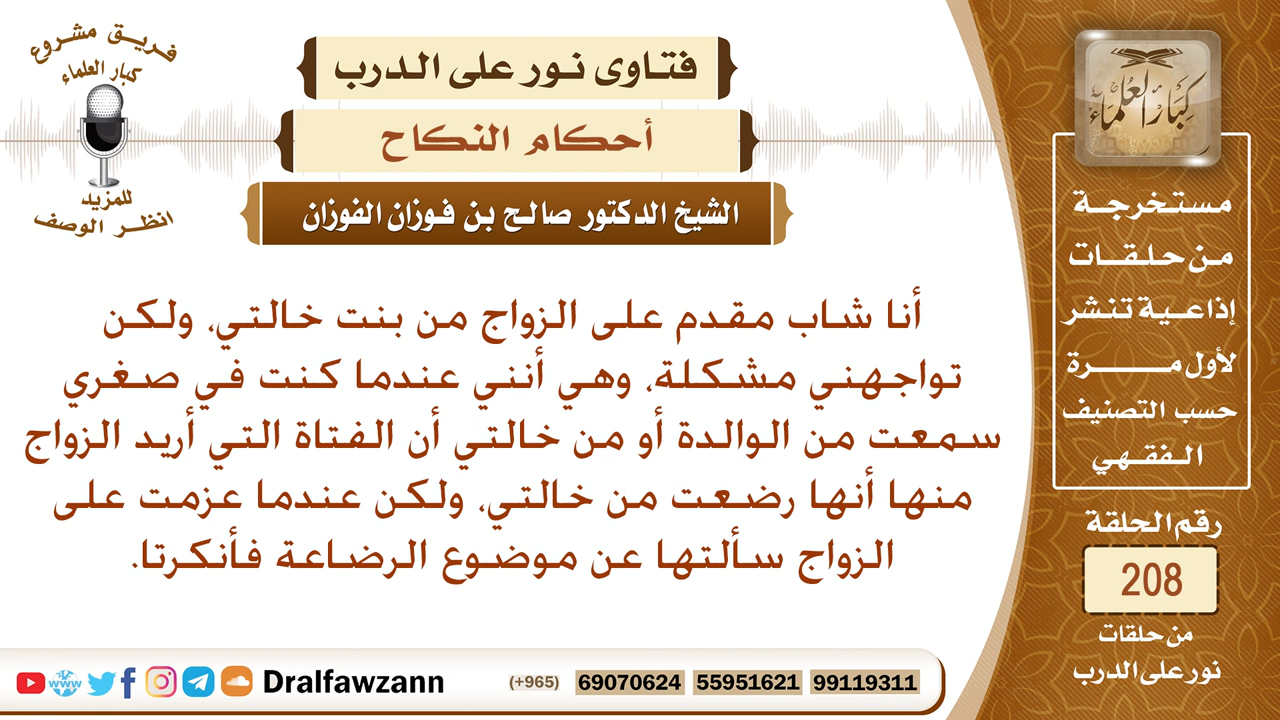 فريق مشروع
كبار العلماء
للمزيد
انظر الوصف
فتاوى نور على الدرب
أحكام النكاح
الشيخ الدكتور صالح بن فوزان الفوزان
أنا شاب مقدم على الزواج من بنت خالتي، ولكن
تواجهني مشكلة، وهي أنني عندما كنت في صغري
سمعت من الوالدة أو من خالتي أن الفتاة التي أريد الزواج
منها أنها رضعت من خالتي، ولكن عندما عزمت على
الزواج سألتها عن موضوع الرضاعة فأنكرتا.
كبار العلماء
مستخرجة
من حلقات
إذاعية تنشر
لأول مرة
حسب التصنيف
الفقهي
رقم الحلقة
208
من حلقات
نور على الدرب
www
Dralfawzann
(+965) 69070624 55951621 99119311